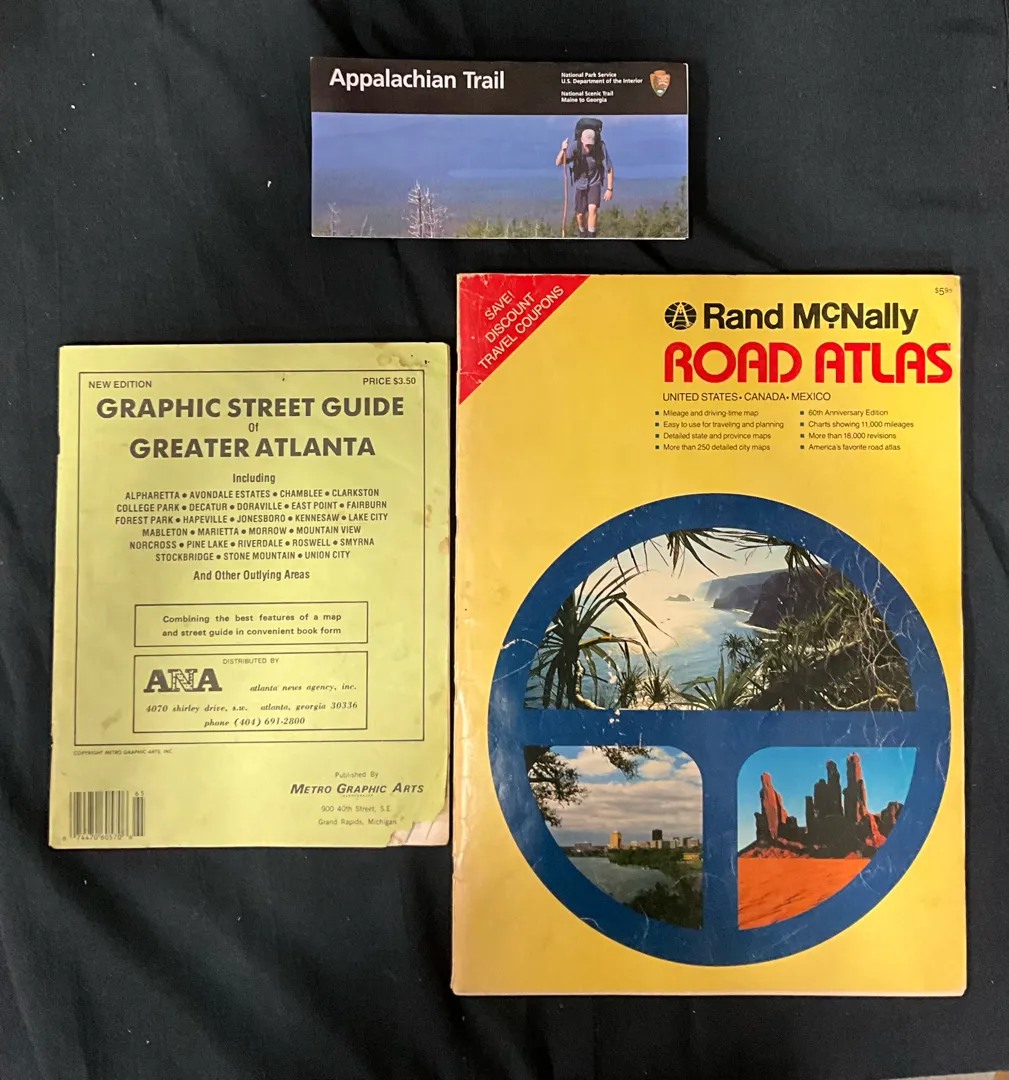 Appalachian Trail
National Park Service
U.S. Department of the Interior
National Scenic Trail
Maine to Georgia
NEW EDITION
PRICE $3.50
GRAPHIC STREET GUIDE
Of
GREATER ATLANTA
Including
ALPHARETTA • AVONDALE ESTATES • CHAMBLEE • CLARKSTON
COLLEGE PARK • DECATUR • DORAVILLE • EAST POINT • FAIRBURN
FOREST PARK • HAPEVILLE • JONESBORO • KENNESAW • LAKE CITY
MABLETON • MARIETTA • MORROW • MOUNTAIN VIEW
NORCROSS • PINE LAKE • RIVERDALE • ROSWELL • SMYRNA
STOCKBRIDGE • STONE MOUNTAIN • UNION CITY
And Other Outlying Areas
Combining the best features of a map
and street guide in convenient book form
DISTRIBUTED BY
ANA
atlanta news agency, inc.
4070 shirley drive, s.w. atlanta, georgia 30336
phone (404) 691-2800
COPYRIGHT METRO GRAPHIC ARTS, INC
Published By
METRO GRAPHIC ARTS
INCORPORATED
900 40th Street, S.E.
Grand Rapids, Michigan
65
74470 80570
SAVE!
DISCOUNT
TRAVEL COUPONS
$5.95
Rand McNally
ROAD ATLAS
UNITED STATES • CANADA • MEXICO
Mileage and driving-time map
Easy to use for traveling and planning
Detailed state and province maps
More than 250 detailed city maps
60th Anniversary Edition
Charts showing 11,000 mileages
More than 18,000 revisions
America's favorite road atlas